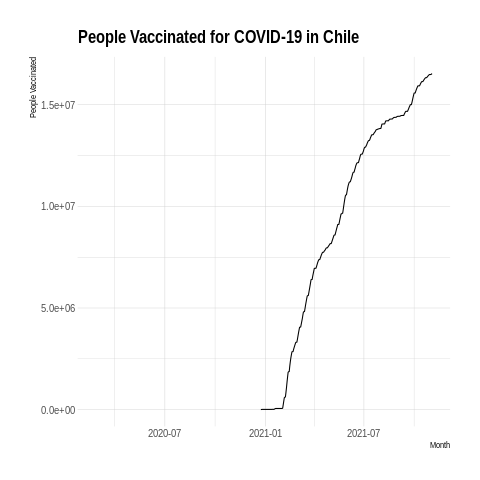 People Vaccinated for COVID-19 in Chile
People Vaccinated
1.5e+07
1.0e+07
5.0e+06
0.0e+00
2020-07
2021-01
2021-07
Month